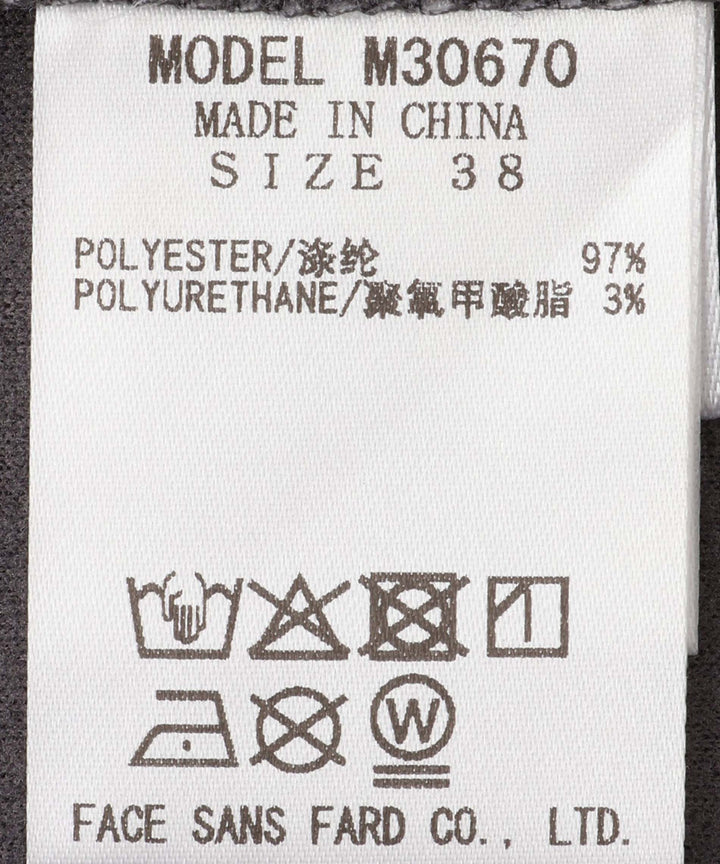 MODEL M30670
MADE IN CHINA
SIZE 38
POLYESTER/涤纶 97%
POLYURETHANE/聚氨甲酸脂 3%
W
FACE SANS FARD CO., LTD.